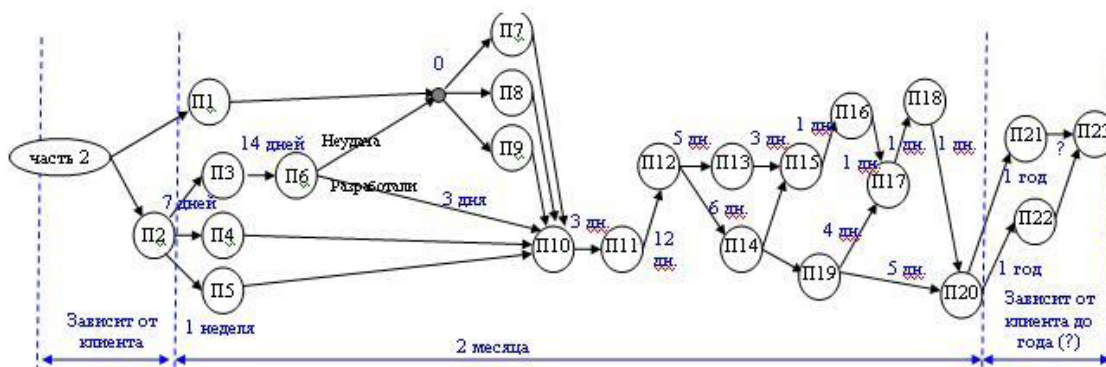 часть 2
П1
П2
7 дней
П3
П4
П5
1 неделя
14 дней
П6
Неудача
Разработали
3 дня
0
П7
П8
П9
П10
3 дн.
П11
12
дн.
П12
5 дн.
П13
3 дн.
П15
1 дн.
П16
6 дн.
П14
П19
4 дн.
5 дн.
1 дн.
П17
1 дн.
П18
1 дн.
П20
1 год
П21
?
П23
П22
1 год
Зависит от
клиента
2 месяца
Зависит от
клиента до
года (?)